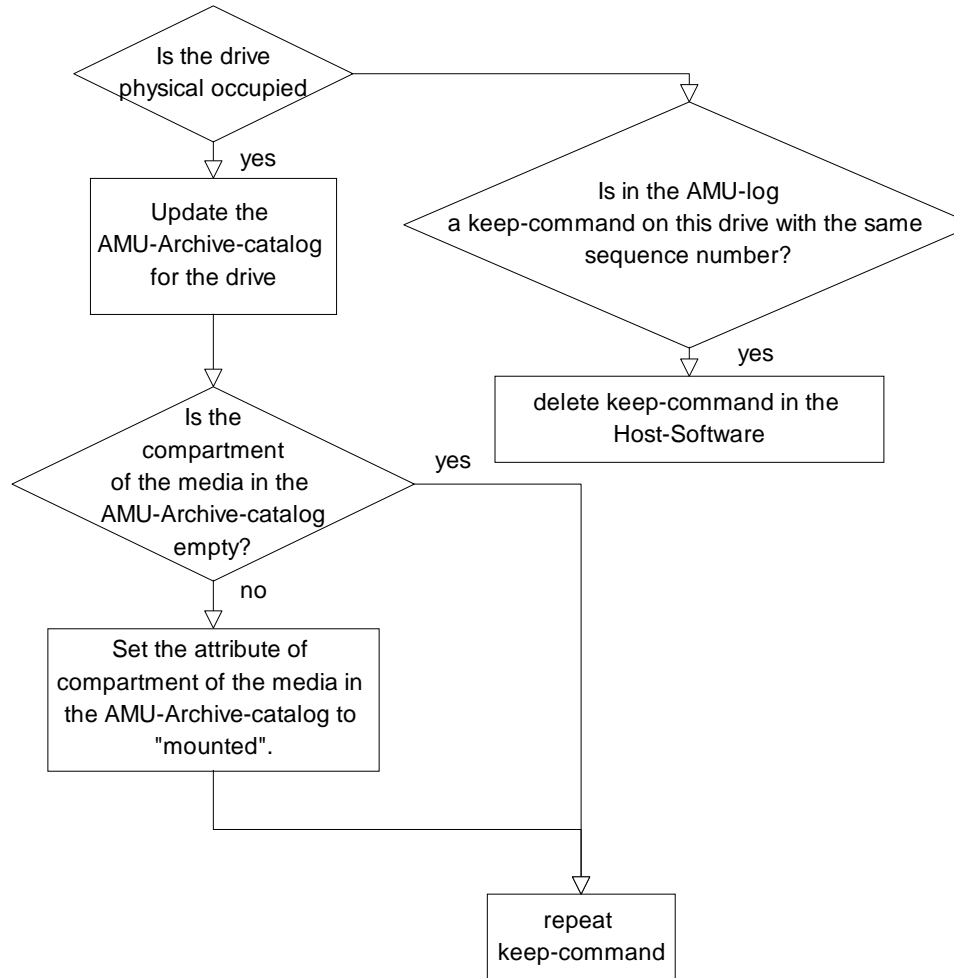 Is the drive
physical occupied
yes
Update the
AMU-Archive-catalog
for the drive
Is in the AMU-log
a keep-command on this drive with the same
sequence number?
yes
delete keep-command in the
Host-Software
Is the
compartment
of the media in the
AMU-Archive-catalog
empty?
yes
no
Set the attribute of
compartment of the media in
the AMU-Archive-catalog to
"mounted".
repeat
keep-command